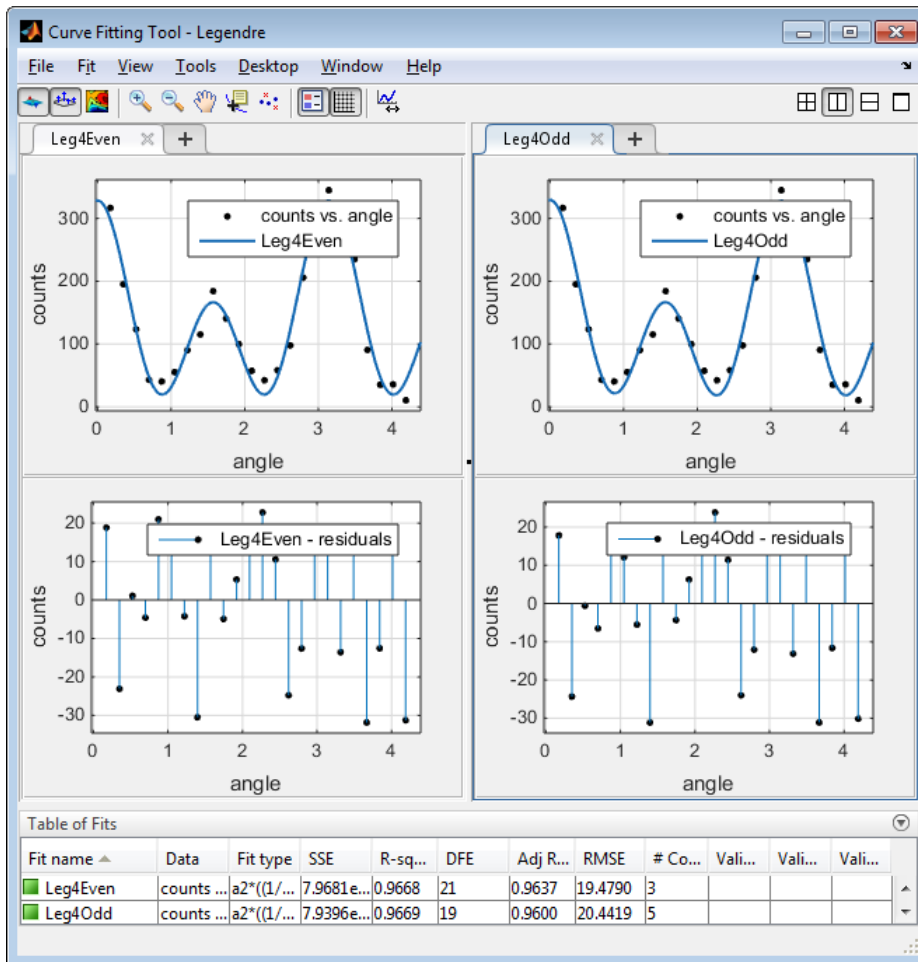 Curve Fitting Tool - Legendre
File Fit View Tools Desktop Window Help
Leg4Even
Leg4Odd
counts vs. angle
Leg4Even
300
200
100
0
counts
0 1 2 3 4
angle
counts vs. angle
Leg4Odd
300
200
100
0
counts
0 1 2 3 4
angle
Leg4Even - residuals
20
10
0
-10
-20
-30
counts
0 1 2 3 4
angle
Leg4Odd - residuals
20
10
0
-10
-20
-30
counts
0 1 2 3 4
angle
Table of Fits
Fit name Data Fit type SSE R-sq... DFE Adj R... RMSE # Co... Vali... Vali... Vali...
Leg4Even counts ... a2*((1/... 7.9681e... 0.9668 21 0.9637 19.4790 3
Leg4Odd counts ... a2*((1/... 7.9396e... 0.9669 19 0.9600 20.4419 5